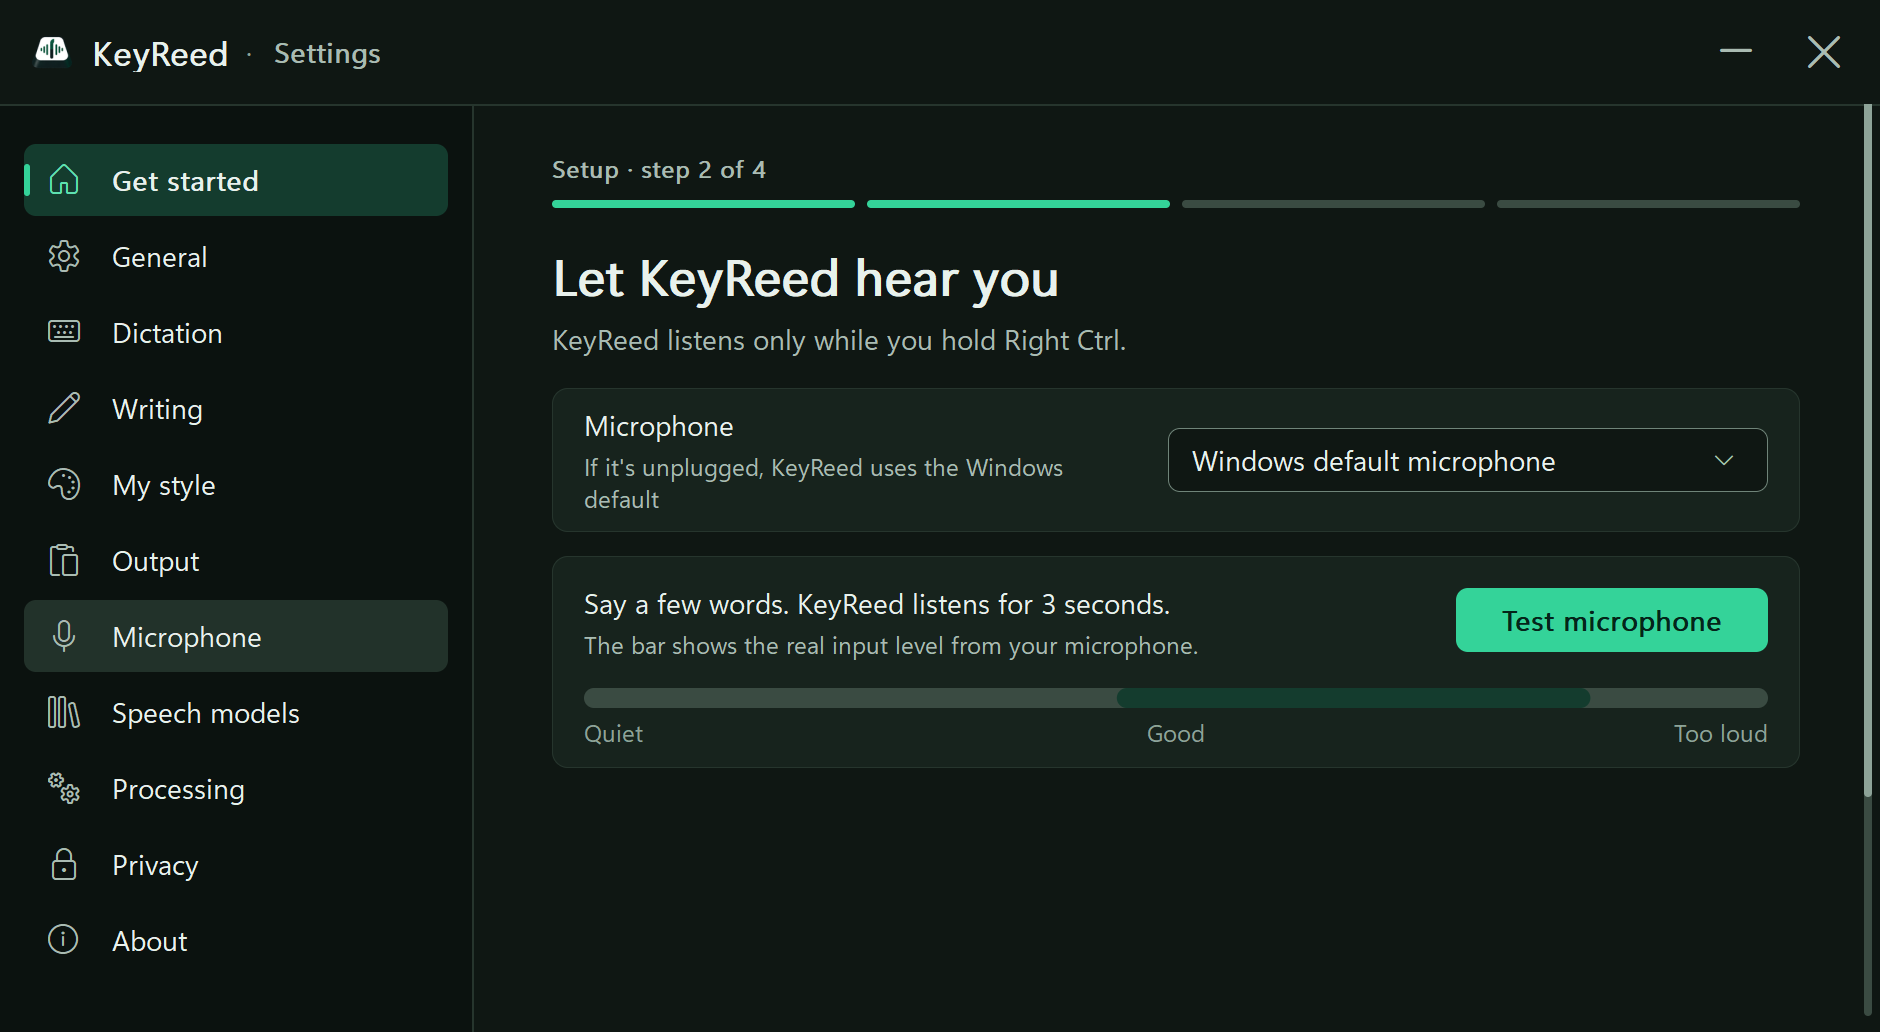 KeyReed · Settings
Get started
General
Dictation
Writing
My style
Output
Microphone
Speech models
Processing
Privacy
About
Setup · step 2 of 4
Let KeyReed hear you
KeyReed listens only while you hold Right Ctrl.
Microphone
If it's unplugged, KeyReed uses the Windows
default
Windows default microphone
Say a few words. KeyReed listens for 3 seconds.
The bar shows the real input level from your microphone.
Test microphone
Quiet Good Too loud